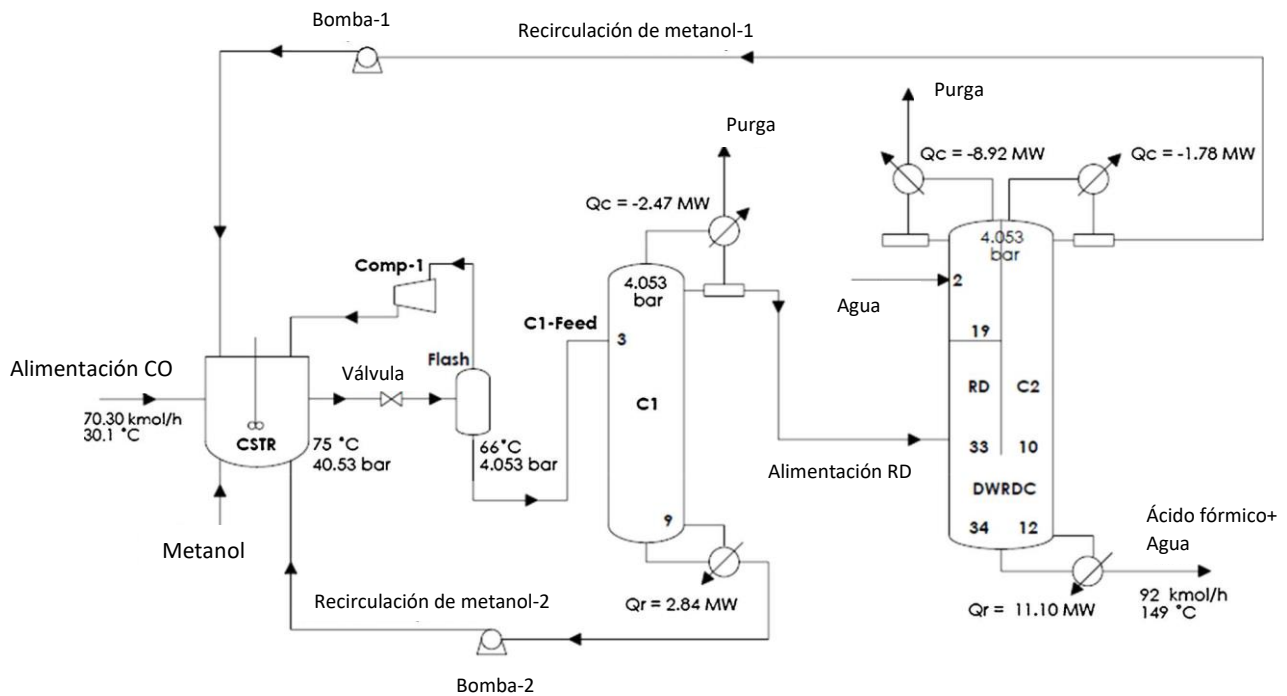 Bomba-1
Recirculación de metanol-1
Purga
Purga
Qc = -8.92 MW
Qc = -1.78 MW
Qc = -2.47 MW
4.053
bar
Comp-1
4.053
bar
2
Agua
C1-Feed
3
19
Alimentación CO
Válvula
Flash
RD
C2
C1
70.30 kmol/h
30.1 °C
CSTR
75 °C
40.53 bar
66°C
4.053 bar
33
10
Alimentación RD
DWRDC
Ácido fórmico+
Agua
9
34
12
Metanol
92 kmol/h
149 °C
Qr = 2.84 MW
Qr = 11.10 MW
Recirculación de metanol-2
Bomba-2